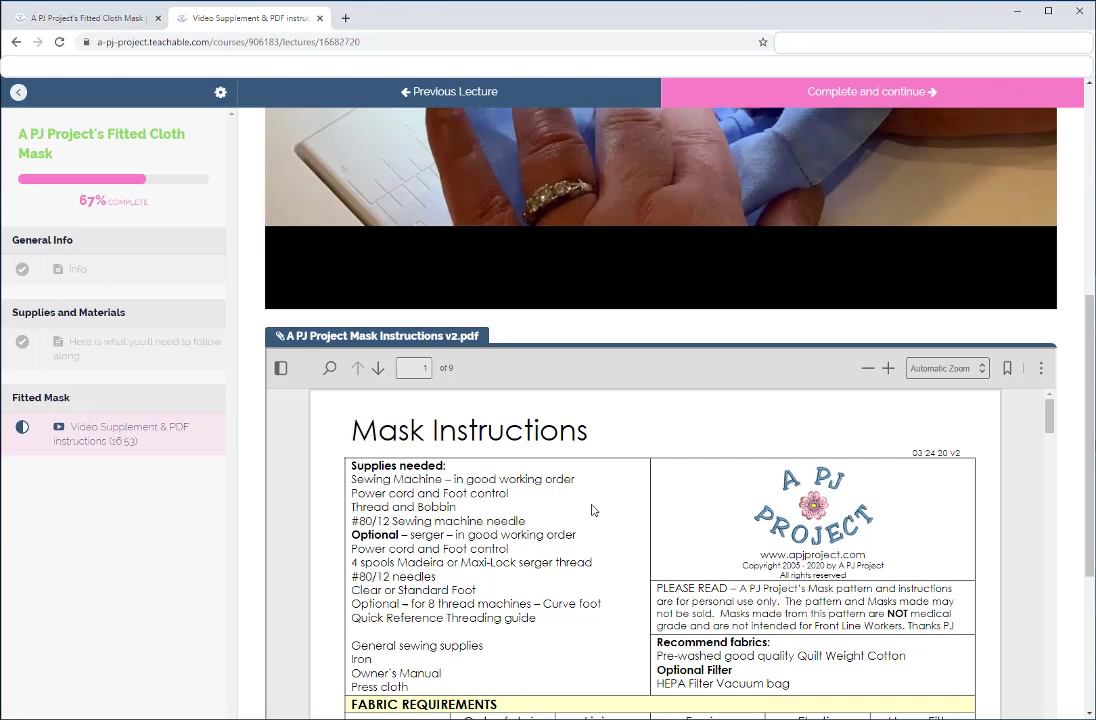 A PJ Project's Fitted Cloth Mask |
Video Supplement & PDF instruc
a-pj-project.teachable.com/courses/906183/lectures/16682720
Previous Lecture
Complete and continue
A PJ Project's Fitted Cloth
Mask
67% COMPLETE
General Info
Info
Supplies and Materials
Here is what you'll need to follow
along
Fitted Mask
Video Supplement & PDF
instructions (16:53)
A PJ Project Mask Instructions v2.pdf
1 of 9
Automatic Zoom
Mask Instructions
03 24 20 v2
Supplies needed:
Sewing Machine – in good working order
Power cord and Foot control
Thread and Bobbin
#80/12 Sewing machine needle
Optional – serger – in good working order
Power cord and Foot control
4 spools Madeira or Maxi-Lock serger thread
#80/12 needles
Clear or Standard Foot
Optional – for 8 thread machines – Curve foot
Quick Reference Threading guide
General sewing supplies
Iron
Owner's Manual
Press cloth
A PJ
PROJECT
www.apjproject.com
Copyright 2005 - 2020 by A PJ Project
All rights reserved
PLEASE READ – A PJ Project's Mask pattern and instructions
are for personal use only. The pattern and Masks made may
not be sold. Masks made from this pattern are NOT medical
grade and are not intended for Front Line Workers. Thanks PJ
Recommend fabrics:
Pre-washed good quality Quilt Weight Cotton
Optional Filter
HEPA Filter Vacuum bag
FABRIC REQUIREMENTS